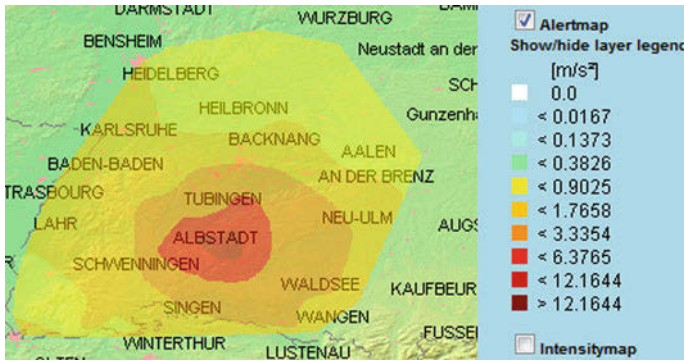 DARMSTADT
WURZBURG
BENSHEIM
Neustadt an der
HEIDELBERG
SCH
HEILBRONN
Gunzenha
KARLSRUHE
BACKNANG
AALEN
BADEN-BADEN
AN DER BRENZ
TRASBOURG
TUBINGEN
NEU-ULM
LAHR
AUGS
ALBSTADT
SCHWENNINGEN
WALDSEE
KAUFBEUR
SINGEN
WANGEN
FUSSE
WINTERTHUR
LUSTENAU
Alertmap
Show/hide layer legend
[m/s²]
0.0
< 0.0167
< 0.1373
< 0.3826
< 0.9025
< 1.7658
< 3.3354
< 6.3765
< 12.1644
> 12.1644
Intensitymap